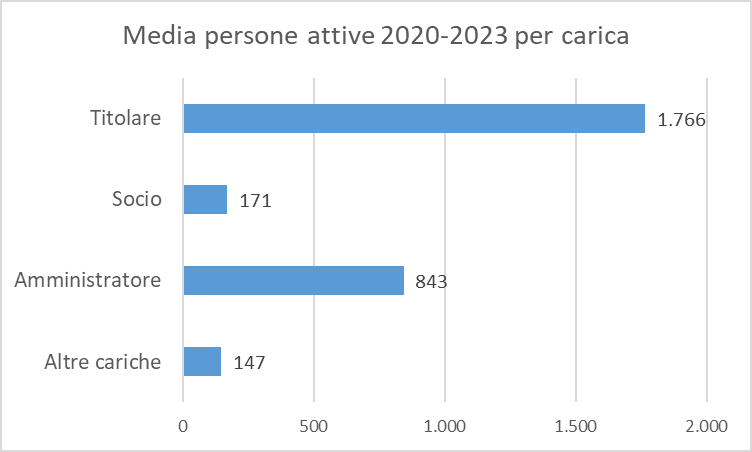 Media persone attive 2020-2023 per carica
Titolare
1.766
Socio
171
Amministratore
843
Altre cariche
147
0
500
1.000
1.500
2.000